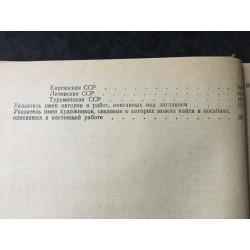 Киргизская ССР
Литовская ССР
Туркменская ССР
Указатель имен авторов и работ, описанных под заглавием
Указатель имен художников, сведения о которых можно найти в пособиях,
описанных в настоящей работе